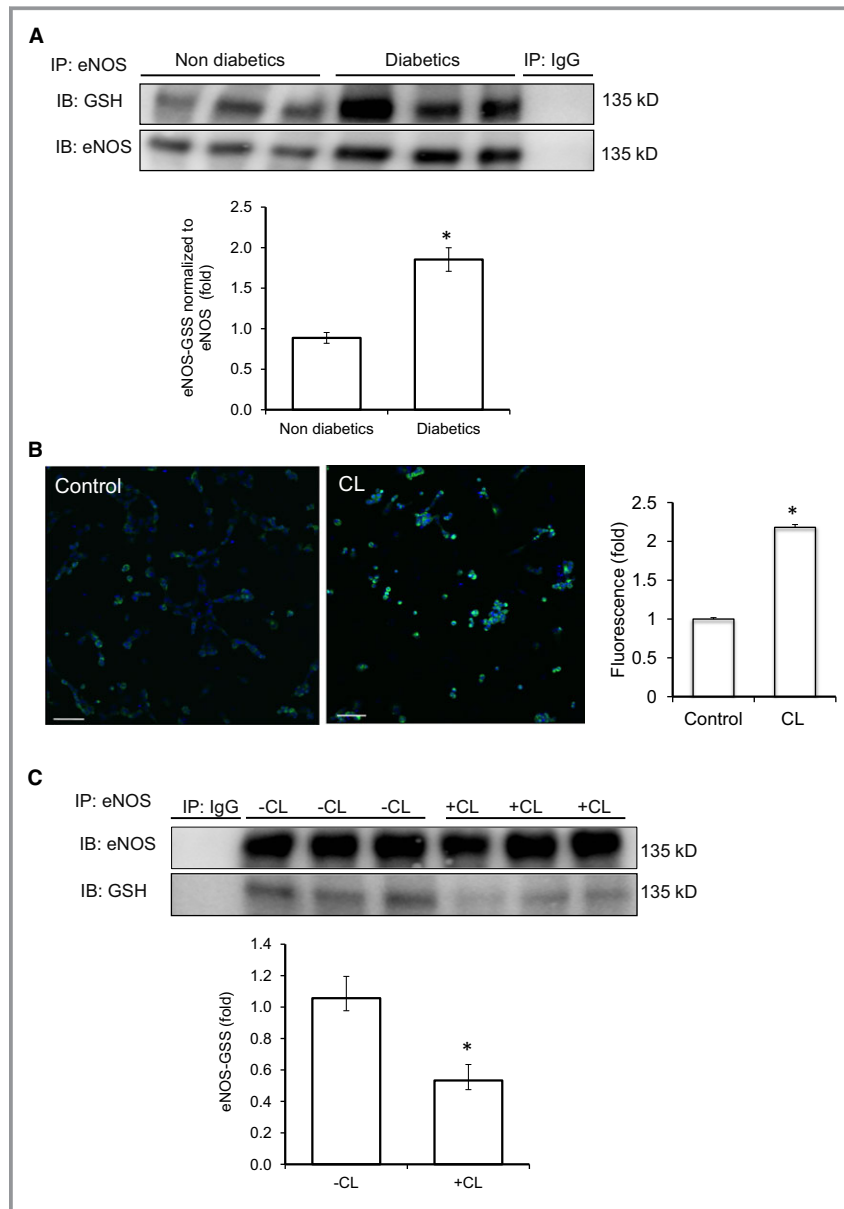 A
IP: eNOS Non diabetics Diabetics IP: IgG
IB: GSH 135 kD
IB: eNOS 135 kD
eNOS-GSS normalized to
eNOS (fold)
2.5
2.0
1.5
1.0
0.5
0.0
*
Non diabetics Diabetics
B
Control CL
Fluorescence (fold)
2.5
2
1.5
1
0.5
0
*
Control CL
C
IP: eNOS IP: IgG -CL -CL -CL +CL +CL +CL
IB: eNOS 135 kD
IB: GSH 135 kD
eNOS-GSS (fold)
1.4
1.2
1.0
0.8
0.6
0.4
0.2
0.0
*
-CL +CL